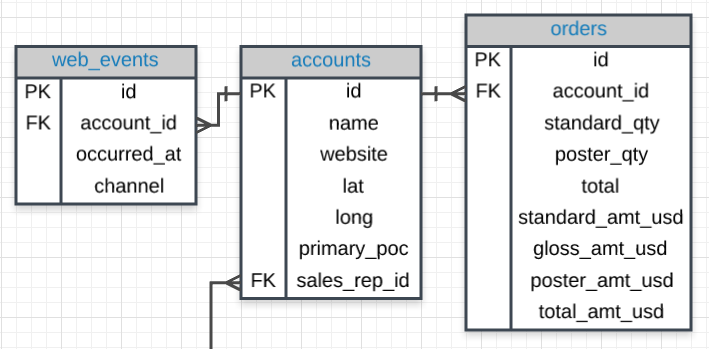 web_events
PK id
FK account_id
occurred_at
channel
accounts
PK id
name
website
lat
long
primary_poc
FK sales_rep_id
orders
PK id
FK account_id
standard_qty
poster_qty
total
standard_amt_usd
gloss_amt_usd
poster_amt_usd
total_amt_usd